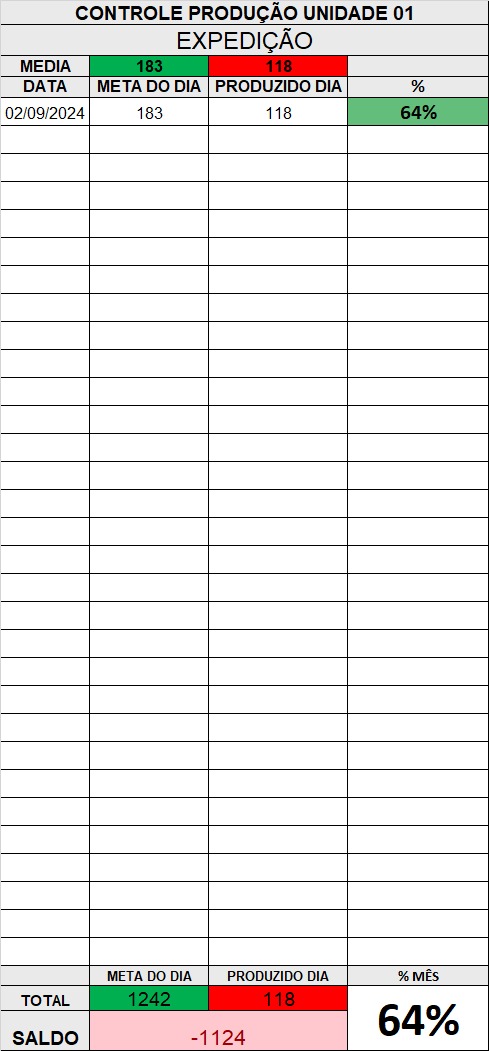 CONTROLE PRODUÇÃO UNIDADE 01
EXPEDIÇÃO
MEDIA 183 118
DATA META DO DIA PRODUZIDO DIA %
02/09/2024 183 118 64%
META DO DIA PRODUZIDO DIA % MÊS
TOTAL 1242 118 64%
SALDO -1124